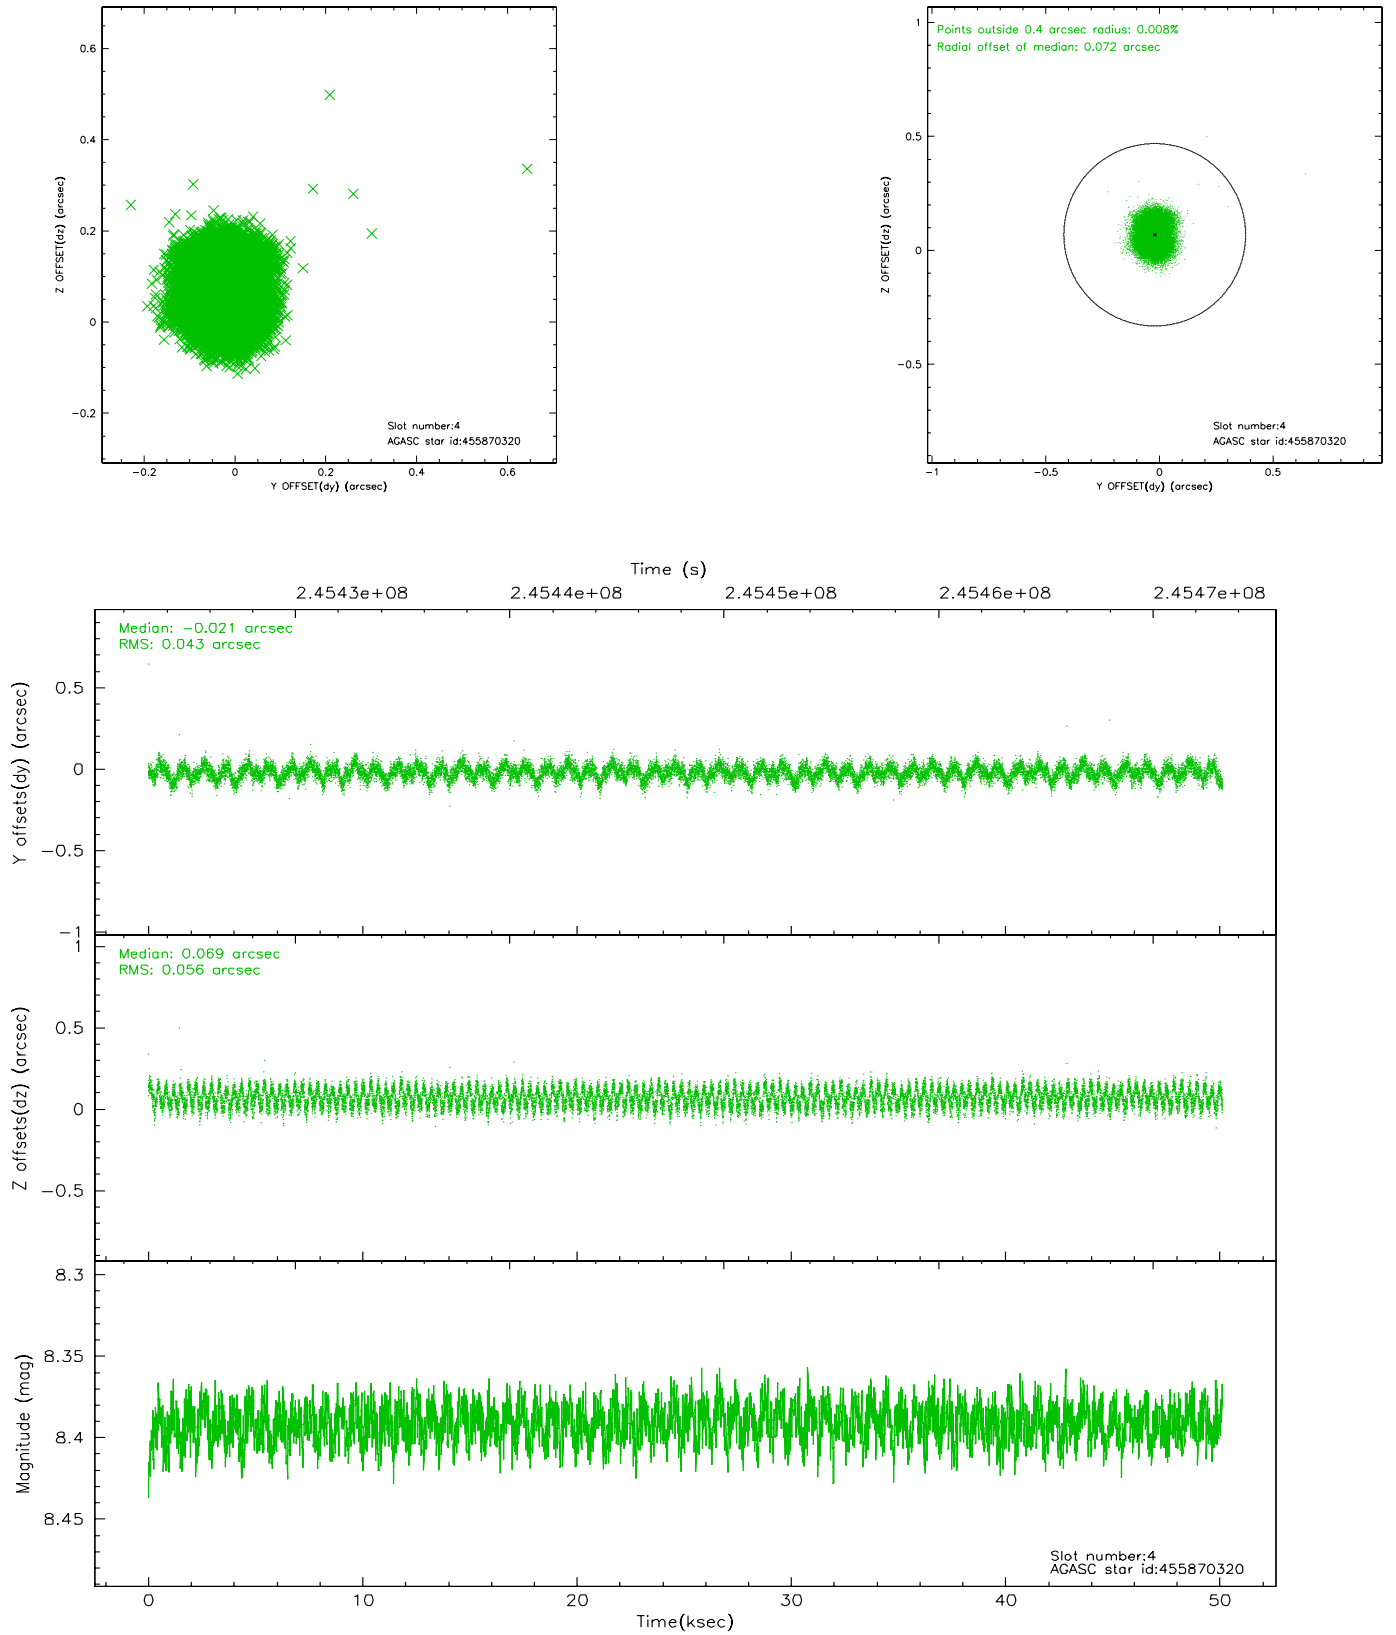 0.6
0.4
0.2
0
−0.2
Z OFFSET(dz) (arcsec)
Slot number:4
AGASC star id:455870320
−0.2 0 0.2 0.4 0.6
Y OFFSET(dy) (arcsec)
Points outside 0.4 arcsec radius: 0.008%
Radial offset of median: 0.072 arcsec
1
0.5
0
−0.5
Z OFFSET(dz) (arcsec)
Slot number:4
AGASC star id:455870320
−1 −0.5 0 0.5
Y OFFSET(dy) (arcsec)
Time (s)
2.4543e+08 2.4544e+08 2.4545e+08 2.4546e+08 2.4547e+08
Median: −0.021 arcsec
RMS: 0.043 arcsec
0.5
0
−0.5
−1
Y offsets(dy) (arcsec)
Median: 0.069 arcsec
RMS: 0.056 arcsec
1
0.5
0
−0.5
Z offsets(dz) (arcsec)
8.3
8.35
8.4
8.45
Magnitude (mag)
Slot number:4
AGASC star id:455870320
0 10 20 30 40 50
Time(ksec)